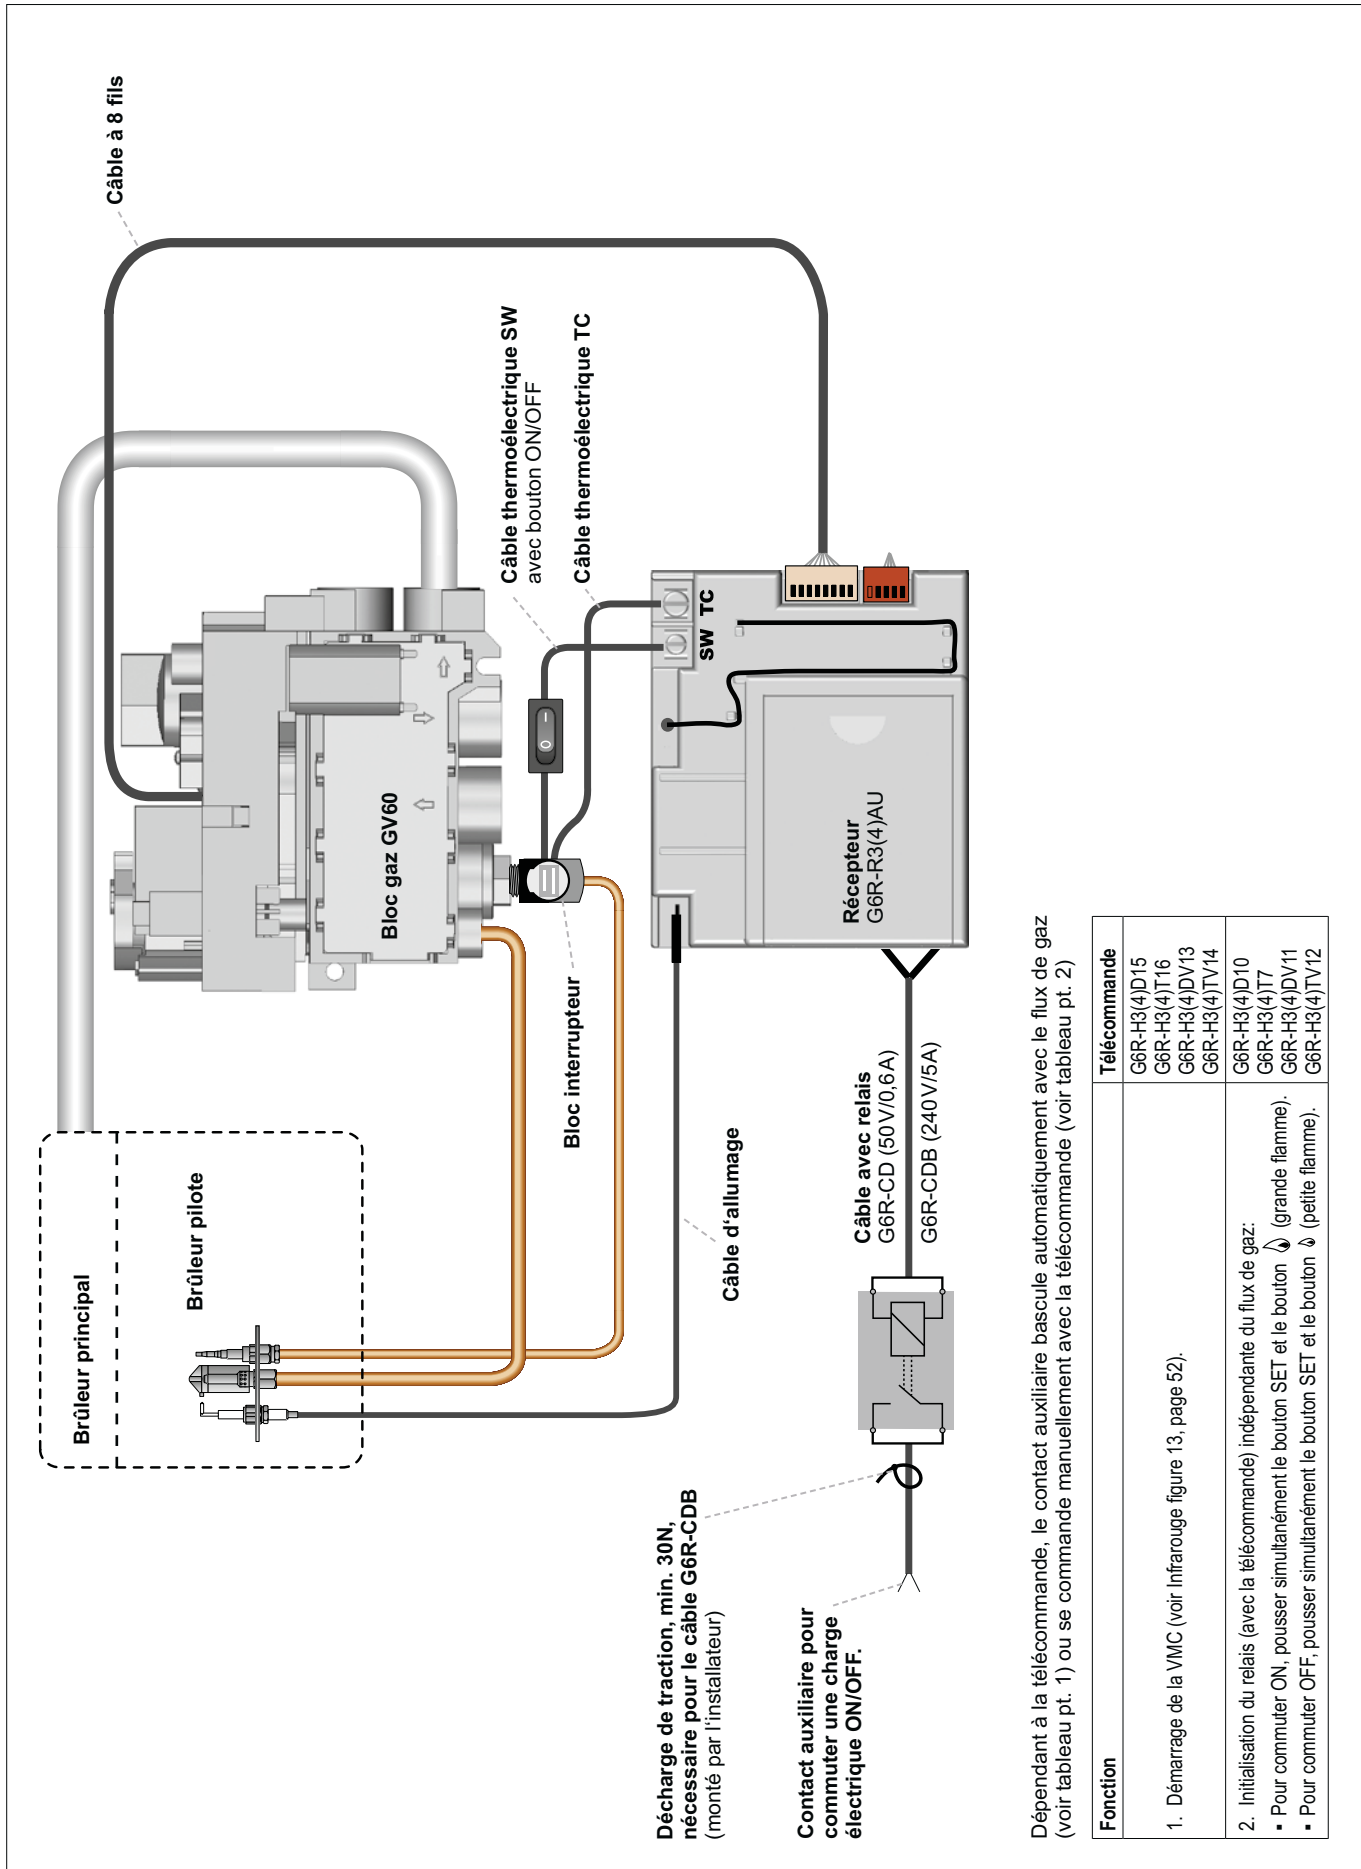 Câble à 8 fils
Câble thermoélectrique SW
avec bouton ON/OFF
Câble thermoélectrique TC
Bloc gaz GV60
Bloc interrupteur
Brûleur principal
Brûleur pilote
Câble d'allumage
SW TC
I
0
Récepteur
G6R-R3(4)AU
Câble avec relais
G6R-CD (50 V/0,6 A)
G6R-CDB (240 V/5A)
Décharge de traction, min. 30N,
nécessaire pour le câble G6R-CDB
(monté par l'installateur)
Contact auxiliaire pour
commuter une charge
électrique ON/OFF.
Dépendant à la télécommande, le contact auxiliaire bascule automatiquement avec le flux de gaz
(voir tableau pt. 1) ou se commande manuellement avec la télécommande (voir tableau pt. 2)
Fonction Télécommande
1. Démarrage de la VMC (voir Infrarouge figure 13, page 52).
G6R-H3(4)D15
G6R-H3(4)T16
G6R-H3(4)DV13
G6R-H3(4)TV14
2. Initialisation du relais (avec la télécommande) indépendante du flux de gaz:
▪ Pour commuter ON, pousser simultanément le bouton SET et le bouton (grande flamme).
▪ Pour commuter OFF, pousser simultanément le bouton SET et le bouton (petite flamme).
G6R-H3(4)D10
G6R-H3(4)T7
G6R-H3(4)DV11
G6R-H3(4)TV12